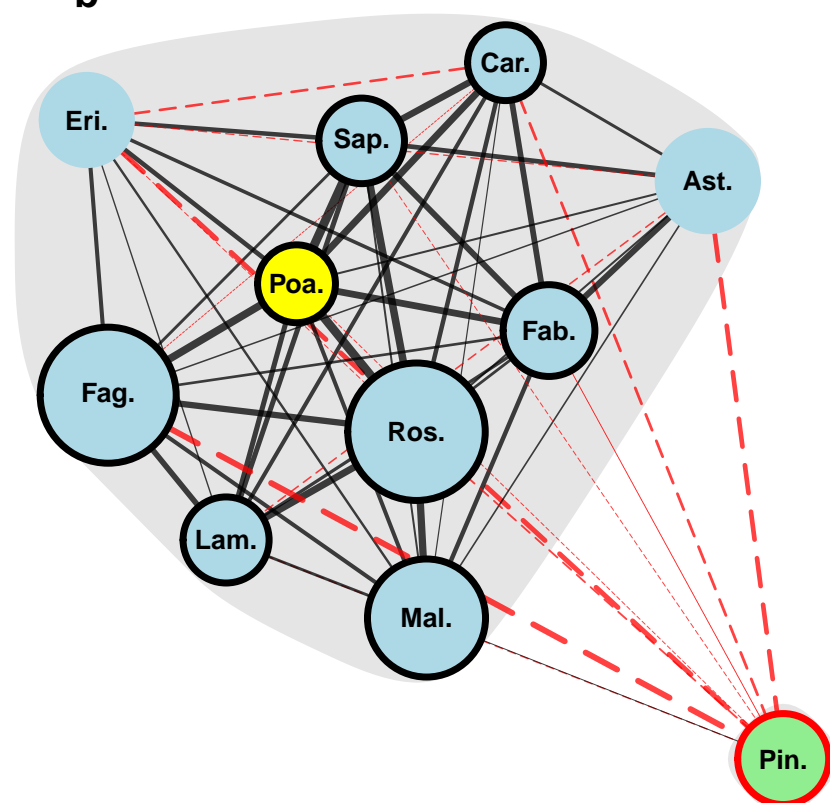 b
Car.
Eri.
Sap.
Ast.
Poa.
Fab.
Fag.
Ros.
Lam.
Mal.
Pin.